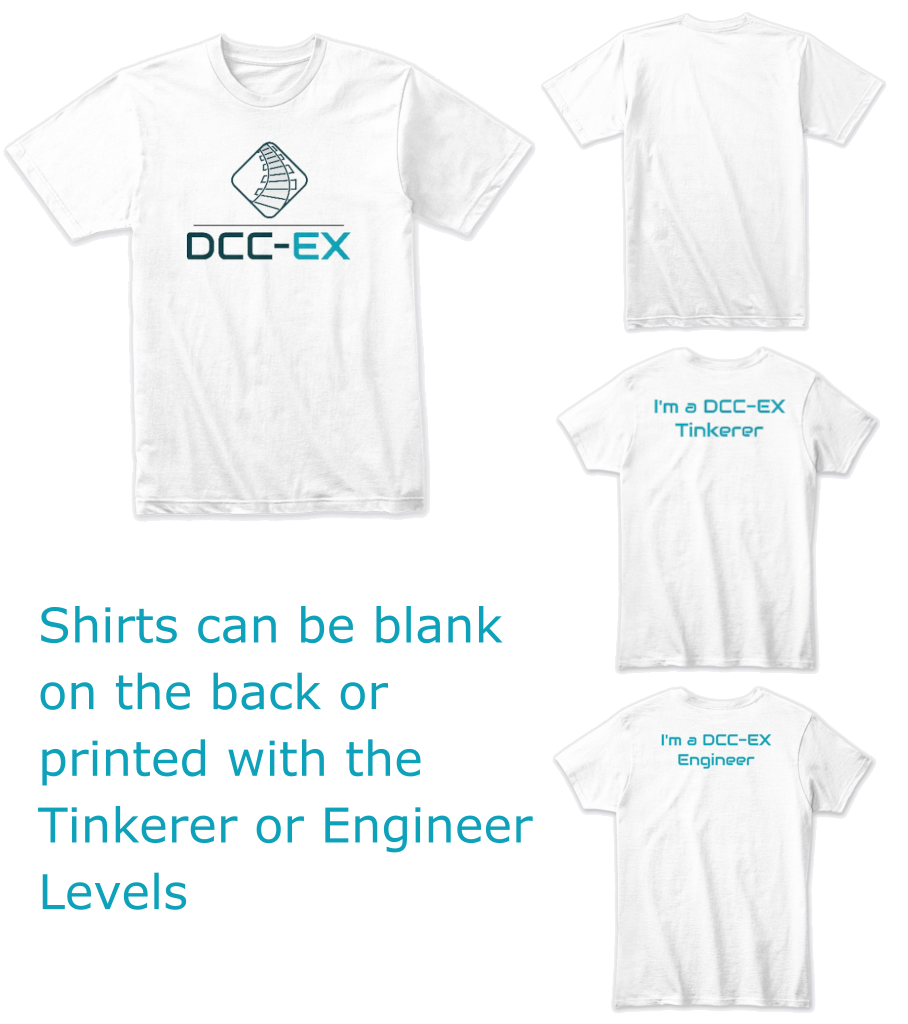 DCC-EX
I'm a DCC-EX
Tinkerer
I'm a DCC-EX
Engineer
Shirts can be blank
on the back or
printed with the
Tinkerer or Engineer
Levels